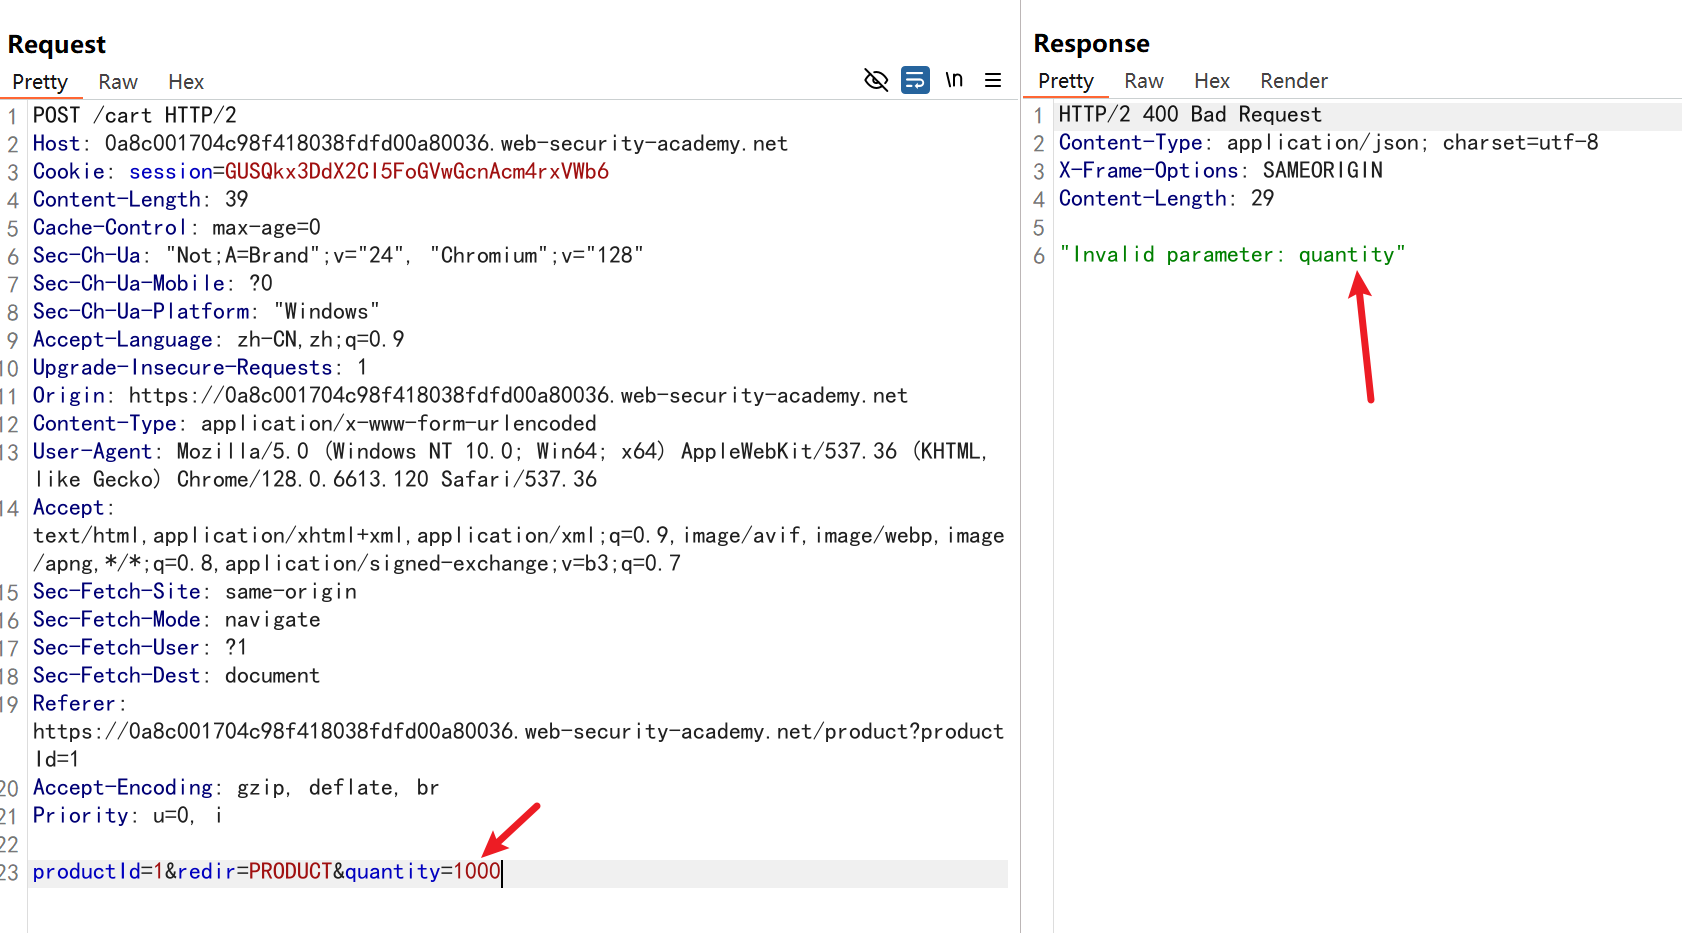 Request
Pretty Raw Hex \n
1 POST /cart HTTP/2
2 Host: 0a8c001704c98f418038fdfd00a80036.web-security-academy.net
3 Cookie: session=GUSQkx3DdX2Cl5FoGVwGcnAcm4rxVWb6
4 Content-Length: 39
5 Cache-Control: max-age=0
6 Sec-Ch-Ua: "Not;A=Brand";v="24", "Chromium";v="128"
7 Sec-Ch-Ua-Mobile: ?0
8 Sec-Ch-Ua-Platform: "Windows"
9 Accept-Language: zh-CN,zh;q=0.9
10 Upgrade-Insecure-Requests: 1
11 Origin: https://0a8c001704c98f418038fdfd00a80036.web-security-academy.net
12 Content-Type: application/x-www-form-urlencoded
13 User-Agent: Mozilla/5.0 (Windows NT 10.0; Win64; x64) AppleWebKit/537.36 (KHTML,
like Gecko) Chrome/128.0.6613.120 Safari/537.36
14 Accept:
text/html,application/xhtml+xml,application/xml;q=0.9,image/avif,image/webp,image
/apng,*/*;q=0.8,application/signed-exchange;v=b3;q=0.7
15 Sec-Fetch-Site: same-origin
16 Sec-Fetch-Mode: navigate
17 Sec-Fetch-User: ?1
18 Sec-Fetch-Dest: document
19 Referer:
https://0a8c001704c98f418038fdfd00a80036.web-security-academy.net/product?product
Id=1
20 Accept-Encoding: gzip, deflate, br
21 Priority: u=0, i
22
23 productId=1&redir=PRODUCT&quantity=1000
Response
Pretty Raw Hex Render
1 HTTP/2 400 Bad Request
2 Content-Type: application/json; charset=utf-8
3 X-Frame-Options: SAMEORIGIN
4 Content-Length: 29
5
6 "Invalid parameter: quantity"